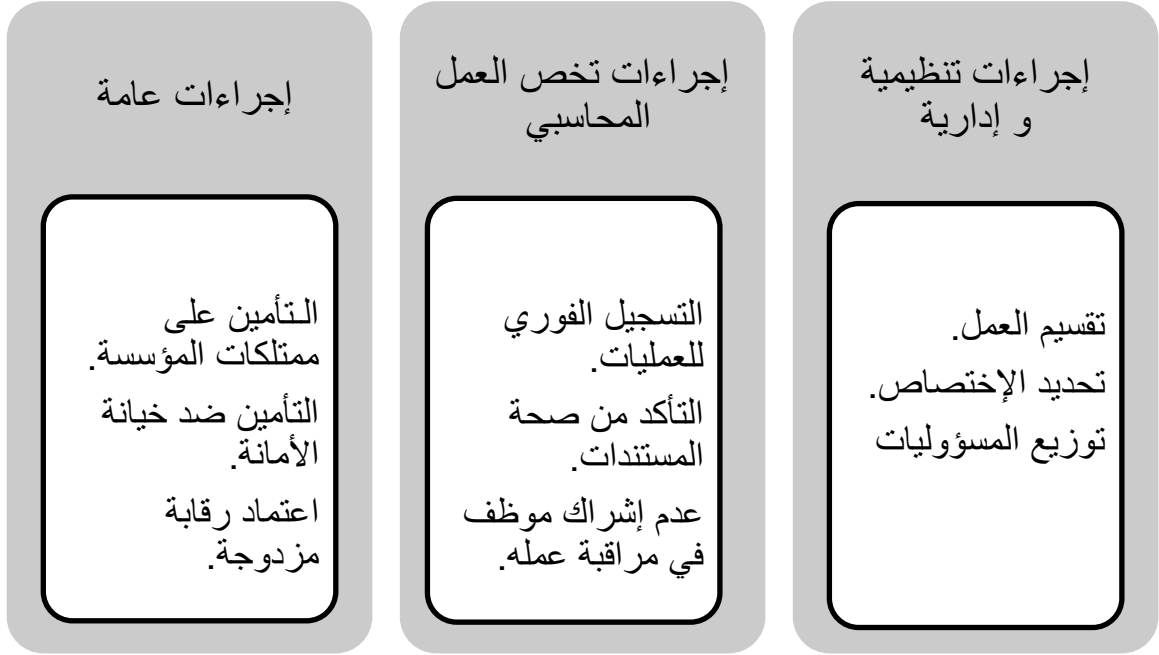 إجراءات تنظيمية
و إدارية
تقسيم العمل.
تحديد الإختصاص.
توزيع المسؤوليات
إجراءات تخص العمل
المحاسبي
التسجيل الفوري
للعمليات.
التأكد من صحة
المستندات.
عدم إشراك موظف
في مراقبة عمله.
إجراءات عامة
الـتأمين على
ممتلكات المؤسسة.
التأمين ضد خيانة
الأمانة.
اعتماد رقابة
مزدوجة.